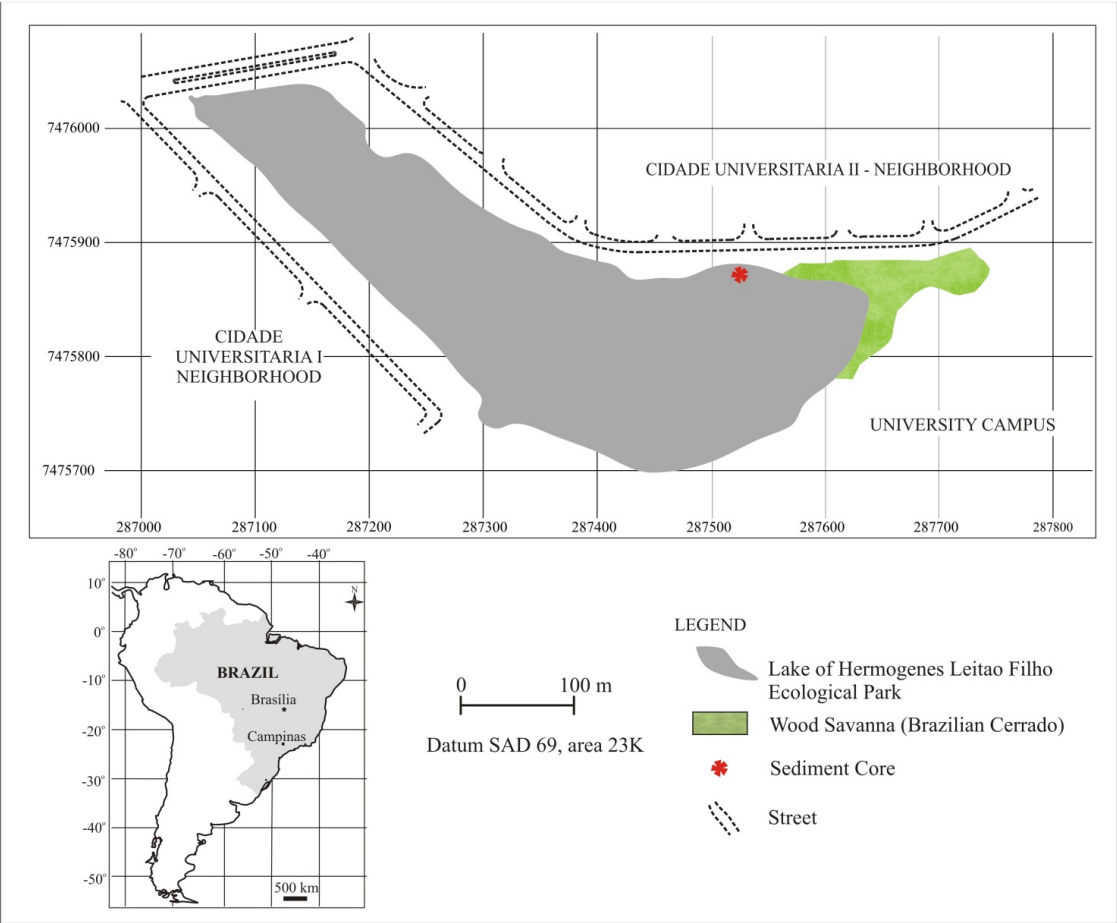 7476000
CIDADE UNIVERSITARIA II - NEIGHBORHOOD
7475900
CIDADE
UNIVERSITARIA I
NEIGHBORHOOD
7475800
UNIVERSITY CAMPUS
7475700
287000 287100 287200 287300 287400 287500 287600 287700 287800
-80° -70° -60° -50° -40°
10°
N
0°
BRAZIL
-10°
Brasília
Campinas
-20°
-30°
-40°
-50°
500 km
0 100 m
Datum SAD 69, area 23K
LEGEND
Lake of Hermogenes Leitao Filho
Ecological Park
Wood Savanna (Brazilian Cerrado)
Sediment Core
Street